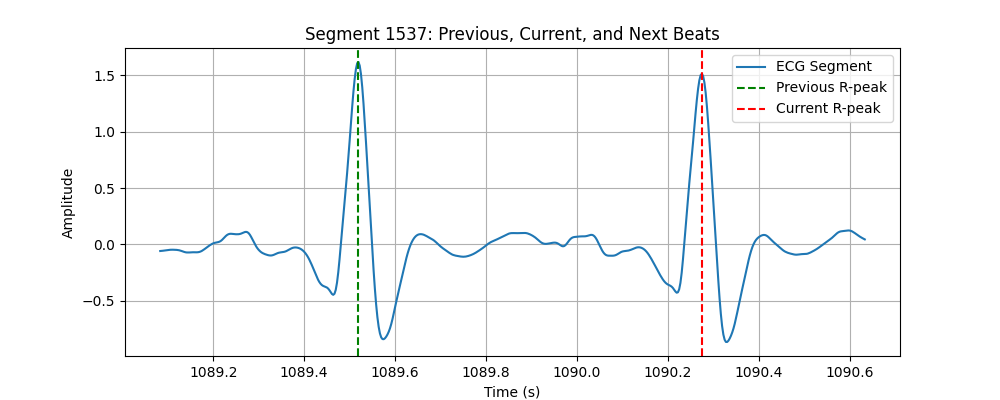 Segment 1537: Previous, Current, and Next Beats
ECG Segment
Previous R-peak
Current R-peak
1.5
1.0
0.5
0.0
−0.5
Amplitude
1089.2 1089.4 1089.6 1089.8 1090.0 1090.2 1090.4 1090.6
Time (s)